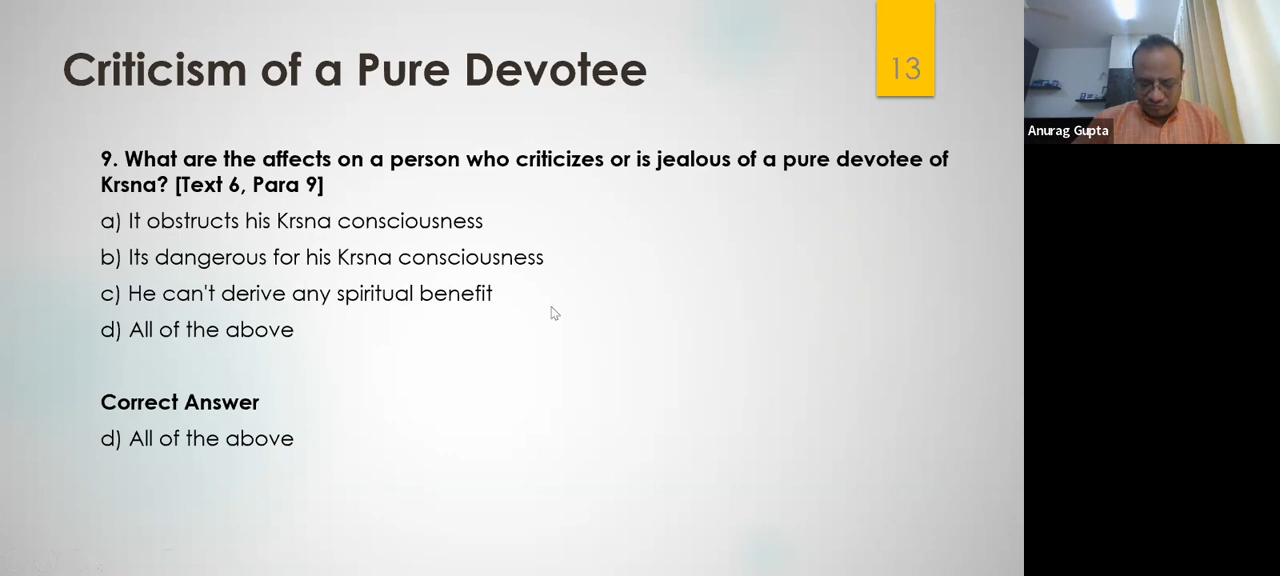 Criticism of a Pure Devotee
13
9. What are the affects on a person who criticizes or is jealous of a pure devotee of
Krsna? [Text 6, Para 9]
a) It obstructs his Krsna consciousness
b) Its dangerous for his Krsna consciousness
c) He can't derive any spiritual benefit
d) All of the above
Correct Answer
d) All of the above
Anurag Gupta